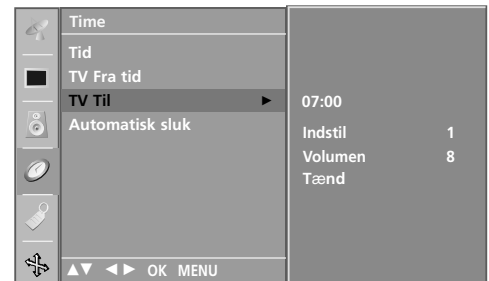 Time
Tid
TV Fra tid
TV Til ►
Automatisk sluk
▲▼ ◄► OK MENU
07:00
Indstil 1
Volumen 8
Tænd